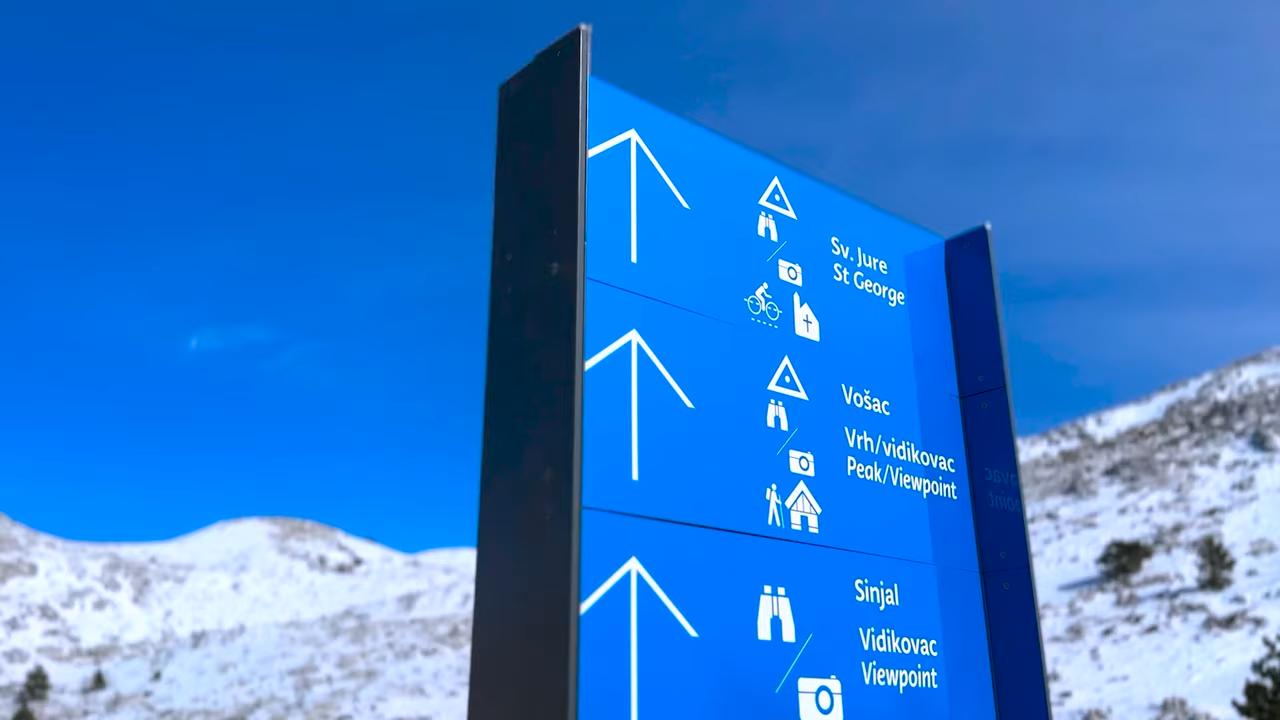 Sv. Jure
St George
Vošac
Vrh/vidikovac
Peak/Viewpoint
Sinjal
Vidikovac
Viewpoint